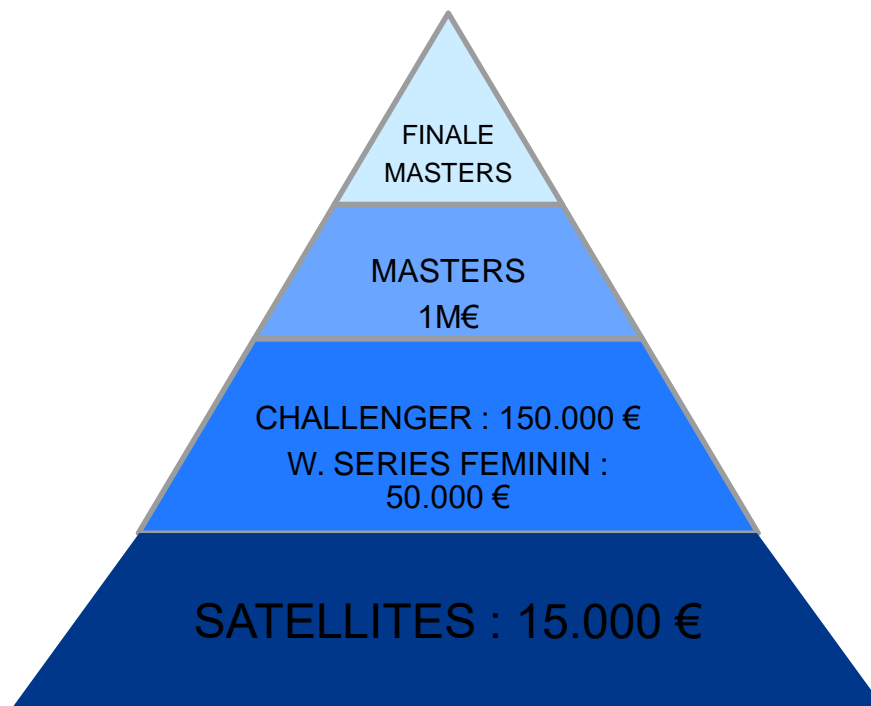 FINALE
MASTERS
MASTERS
1M€
CHALLENGER : 150.000 €
W. SERIES FEMININ :
50.000 €
SATELLITES : 15.000 €